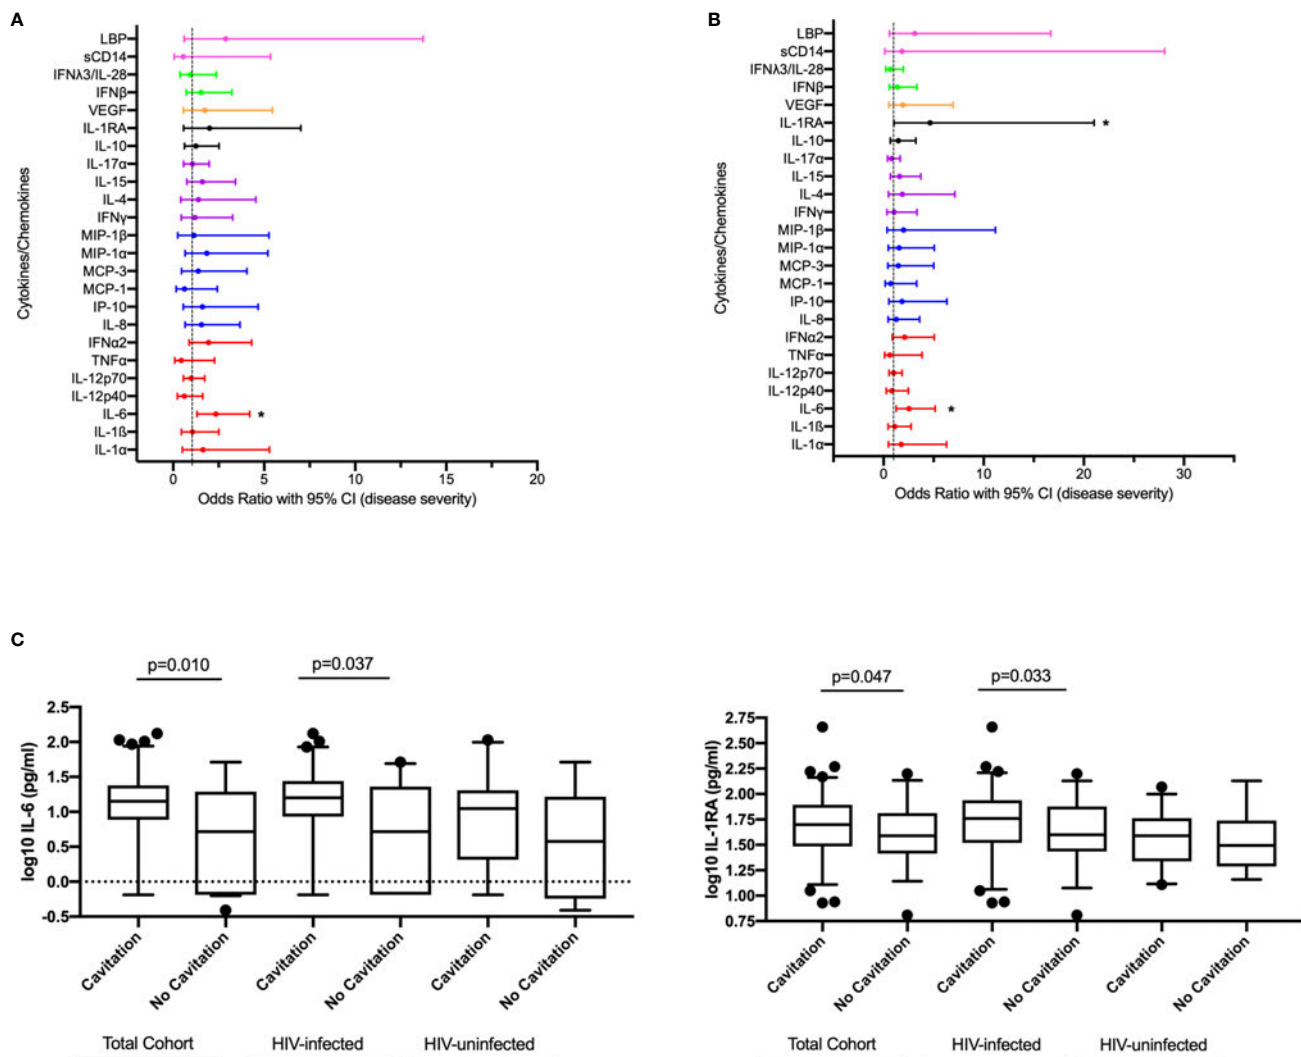 A
Cytokines/Chemokines
LBP
sCD14
IFNλ3/IL-28
IFNβ
VEGF
IL-1RA
IL-10
IL-17α
IL-15
IL-4
IFNγ
MIP-1β
MIP-1α
MCP-3
MCP-1
IP-10
IL-8
IFNα2
TNFα
IL-12p70
IL-12p40
IL-6 *
IL-1ß
IL-1α
0 5 10 15 20
Odds Ratio with 95% CI (disease severity)
B
Cytokines/Chemokines
LBP
sCD14
IFNλ3/IL-28
IFNβ
VEGF
IL-1RA *
IL-10
IL-17α
IL-15
IL-4
IFNγ
MIP-1β
MIP-1α
MCP-3
MCP-1
IP-10
IL-8
IFNα2
TNFα
IL-12p70
IL-12p40
IL-6 *
IL-1ß
IL-1α
0 10 20 30
Odds Ratio with 95% CI (disease severity)
C
p=0.010 p=0.037
log10 IL-6 (pg/ml)
2.5
2.0
1.5
1.0
0.5
0.0
-0.5
Cavitation No Cavitation Cavitation No Cavitation Cavitation No Cavitation
Total Cohort HIV-infected HIV-uninfected
p=0.047 p=0.033
log10 IL-1RA (pg/ml)
2.75
2.50
2.25
2.00
1.75
1.50
1.25
1.00
0.75
Cavitation No Cavitation Cavitation No Cavitation Cavitation No Cavitation
Total Cohort HIV-infected HIV-uninfected